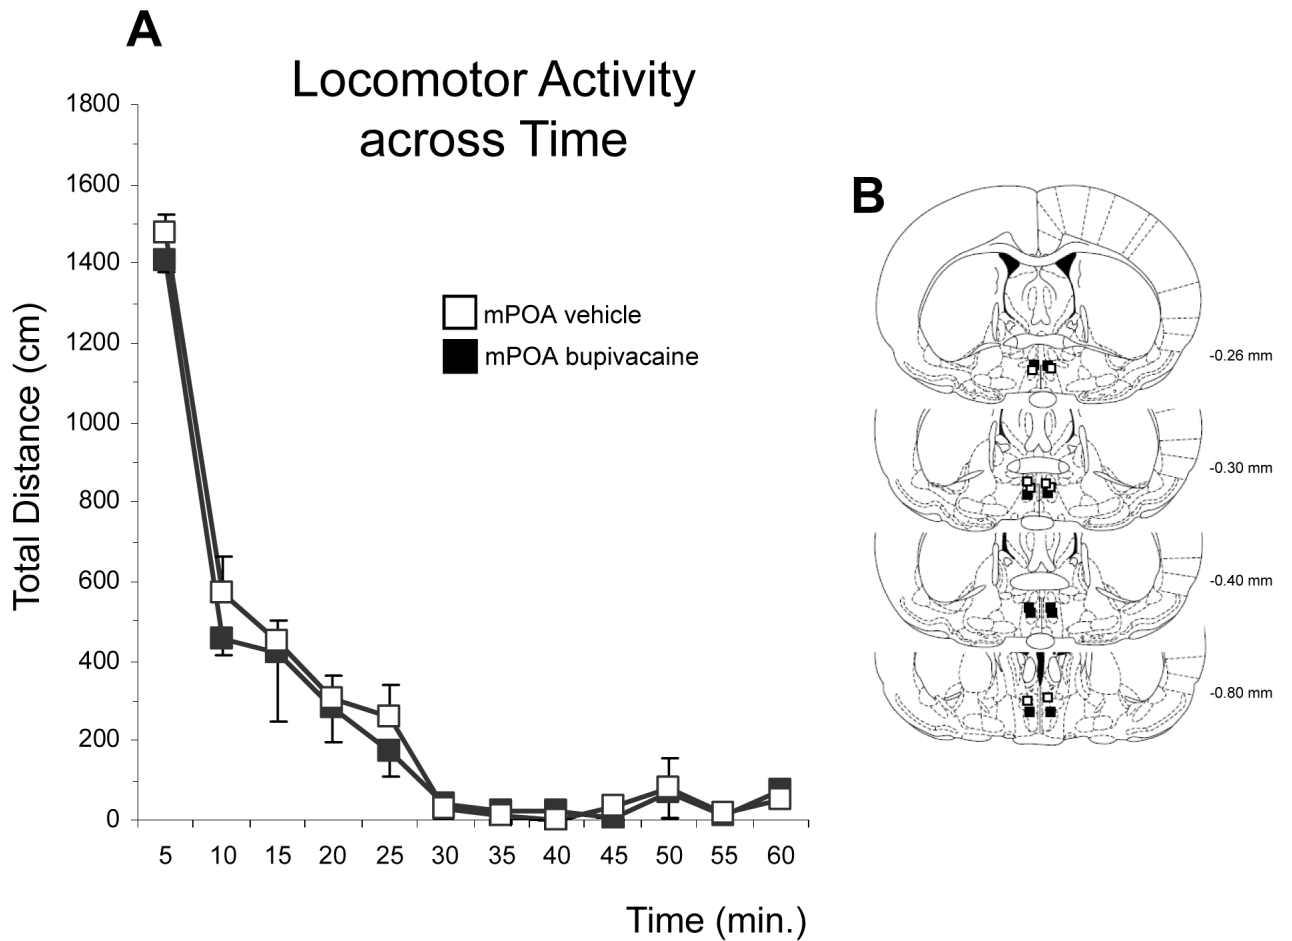 A
Locomotor Activity
across Time
1800
1600
1400
1200
1000
800
600
400
200
0
Total Distance (cm)
mPOA vehicle
mPOA bupivacaine
5 10 15 20 25 30 35 40 45 50 55 60
Time (min.)
B
-0.26 mm
-0.30 mm
-0.40 mm
-0.80 mm